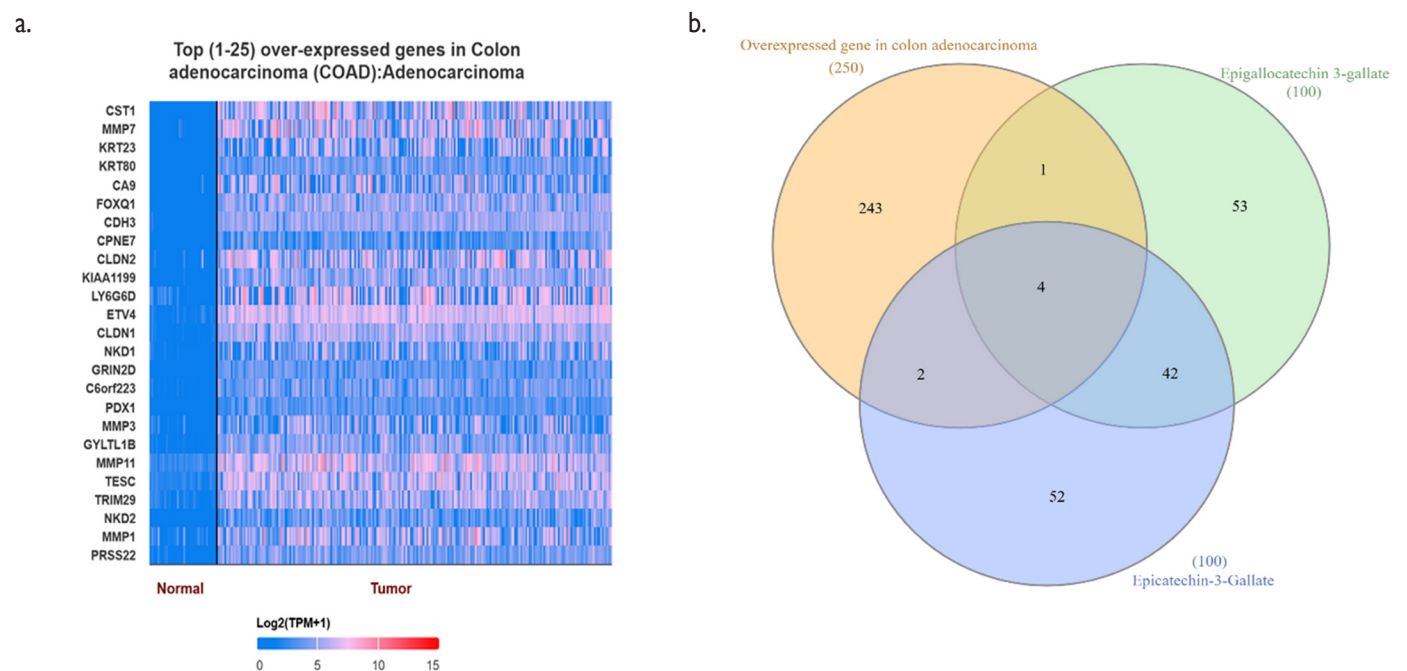 a.
Top (1-25) over-expressed genes in Colon
adenocarcinoma (COAD):Adenocarcinoma
CST1
MMP7
KRT23
KRT80
CA9
FOXQ1
CDH3
CPNE7
CLDN2
KIAA1199
LY6G6D
ETV4
CLDN1
NKD1
GRIN2D
C6orf223
PDX1
MMP3
GYLTL1B
MMP11
TESC
TRIM29
NKD2
MMP1
PRSS22
Normal Tumor
Log2(TPM+1)
0 5 10 15
b.
Overexpressed gene in colon adenocarcinoma
(250)
Epigallocatechin 3-gallate
(100)
1
243
53
4
2
42
52
(100)
Epicatechin-3-Gallate